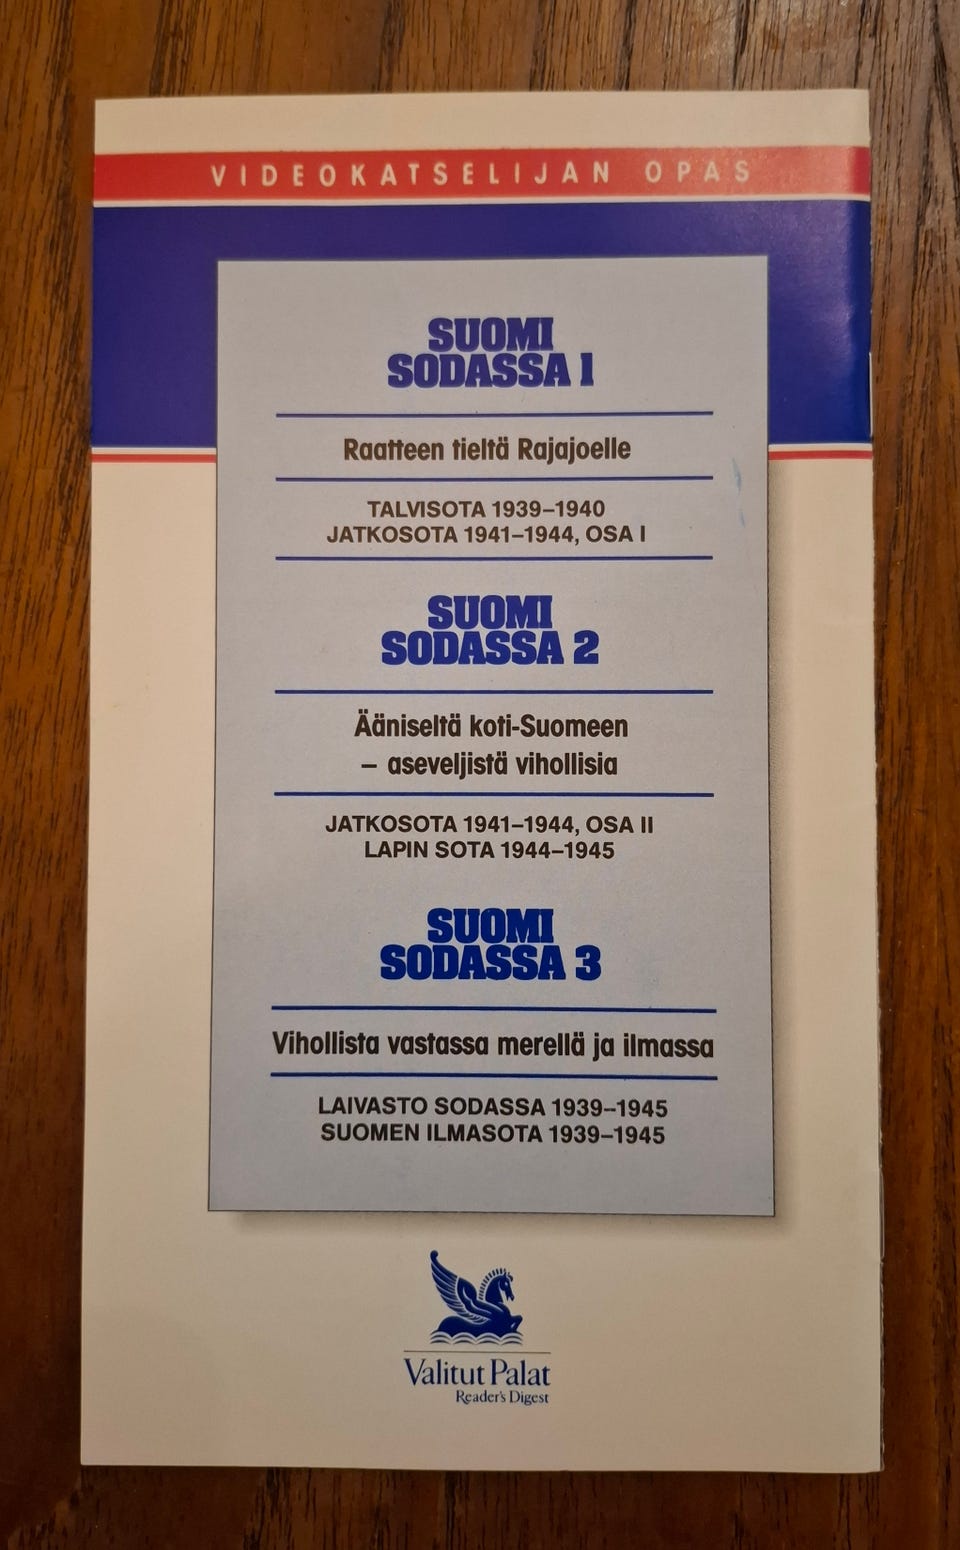 VIDEOKATSELIJAN OPAS
SUOMI
SODASSA 1
Raatteen tieltä Rajajoelle
TALVISOTA 1939–1940
JATKOSOTA 1941–1944, OSA I
SUOMI
SODASSA 2
Ääniseltä koti-Suomeen
– aseveljistä vihollisia
JATKOSOTA 1941–1944, OSA II
LAPIN SOTA 1944–1945
SUOMI
SODASSA 3
Vihollista vastassa merellä ja ilmassa
LAIVASTO SODASSA 1939–1945
SUOMEN ILMASOTA 1939–1945
Valitut Palat
Reader's Digest